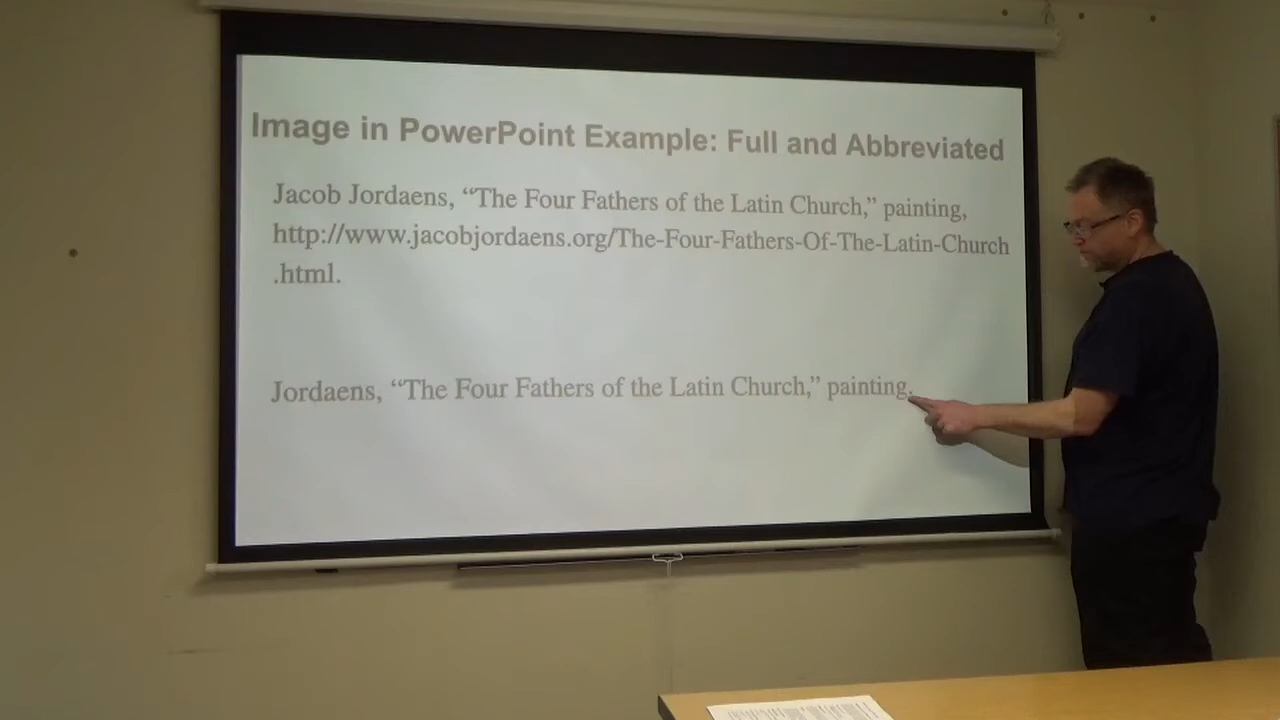 Image in PowerPoint Example: Full and Abbreviated
Jacob Jordaens, “The Four Fathers of the Latin Church,” painting,
http://www.jacobjordaens.org/The-Four-Fathers-Of-The-Latin-Church
.html.
Jordaens, “The Four Fathers of the Latin Church,” painting.